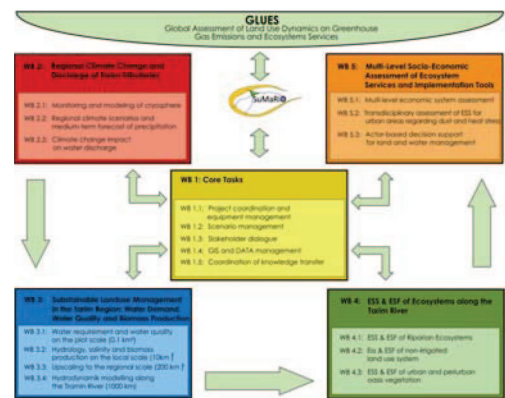 GLUES
Global Assessment of Land Use Dynamics on Greenhouse
Gas Emissions and Ecosystems Services
WB 2: Regional Climate Change and
Discharge of Tarim Tributaries
WB 2.1: Monitoring and modeling of cryosphere
WB 2.2: Regional climate scenarios and
medium-term forecast of precipitation
WB 2.3: Climate change impact
on water discharge
SuMaRiO
WB 5: Multi-Level Socio-Economic
Assessment of Ecosystem
Services and Implementation Tools
WB 5.1: Multi-level economic system assessment
WB 5.2: Transdisciplinary assessment of ESS for
urban areas regarding dust and heat stress
WB 5.3: Actor-based decision support
for land and water management
WB 1: Core Tasks
WB 1.1: Project coordination and
equipment management
WB 1.2: Scenario management
WB 1.3: Stakeholder dialogue
WB 1.4: GIS and DATA management
WB 1.5: Coordination of knowledge transfer
WB 3: Substainable Landuse Management
in the Tarim Region: Water Demand,
Water Quality and Biomass Production
WB 3.1: Water requirement and water quality
on the plot scale (0.1 km²)
WB 3.2: Hydrology, salinity and biomass
production on the local scale (10km
WB 3.3: Upscaling to the regional scale (200 km
WB 3.4: Hydrodynamik modelling along
the Tramin River (1000 km)
WB 4: ESS & ESF of Ecosystems along the
Tarim River
WB 4.1: ESS & ESF of Riparian Ecosystems
WB 4.2: & ESF of non-irrigated
land use system
WB 4.3: ESS & ESF of urban and periurban
oasis vegetation